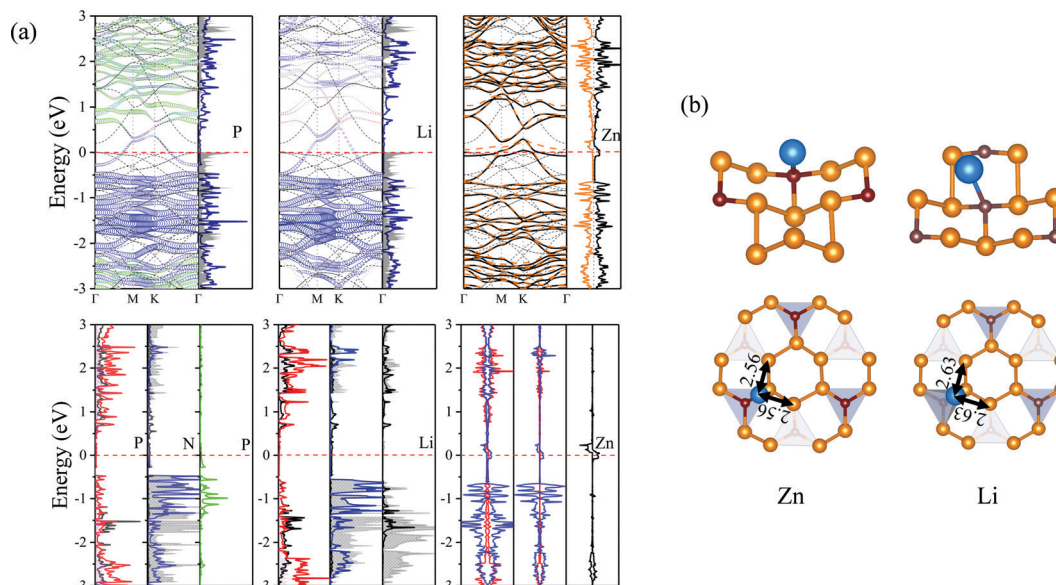 (a)
Energy (eV)
3
2
1
0
-1
-2
-3
P
Li
Zn
Γ M K Γ
Γ M K Γ
Γ M K Γ
Energy (eV)
3
2
1
0
-1
-2
3
P
N
P
Li
Zn
(b)
2.56
2.56
2.63
2.63
Zn
Li